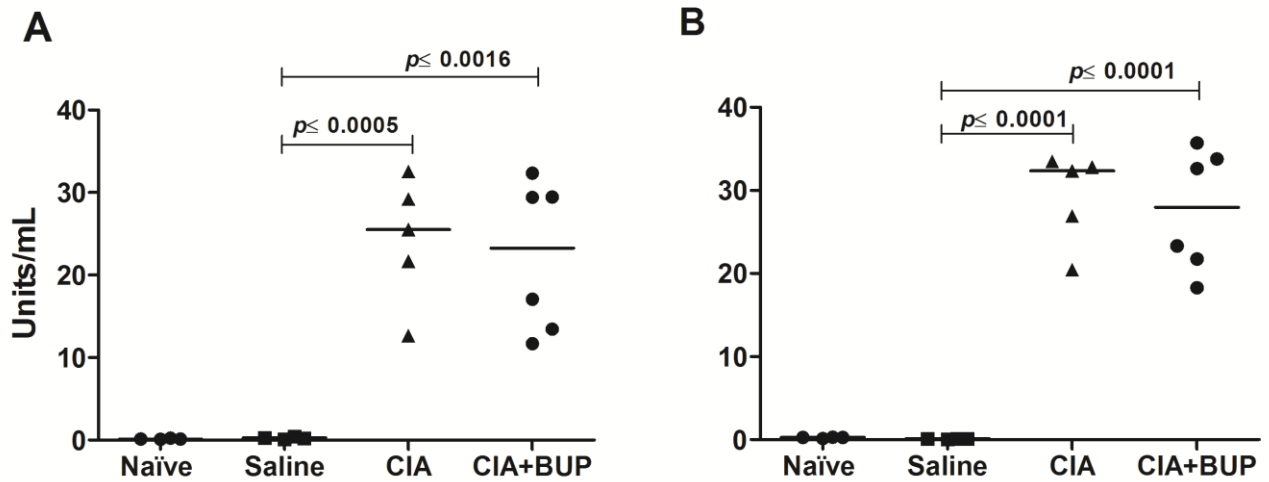 A
p≤ 0.0016
p≤ 0.0005
40
30
20
10
0
Units/mL
Naïve Saline CIA CIA+BUP
B
p≤ 0.0001
p≤ 0.0001
40
30
20
10
0
Naïve Saline CIA CIA+BUP